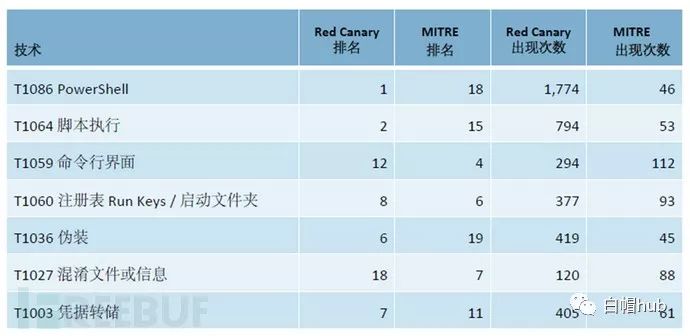 技术 Red Canary 排名 MITRE 排名 Red Canary 出现次数 MITRE 出现次数
T1086 PowerShell 1 18 1,774 46
T1064 脚本执行 2 15 794 53
T1059 命令行界面 12 4 294 112
T1060 注册表 Run Keys / 启动文件夹 8 6 377 93
T1036 伪装 6 19 419 45
T1027 混淆文件或信息 18 7 120 88
T1003 凭据转储 7 11 405
FREEBUF
白帽hub